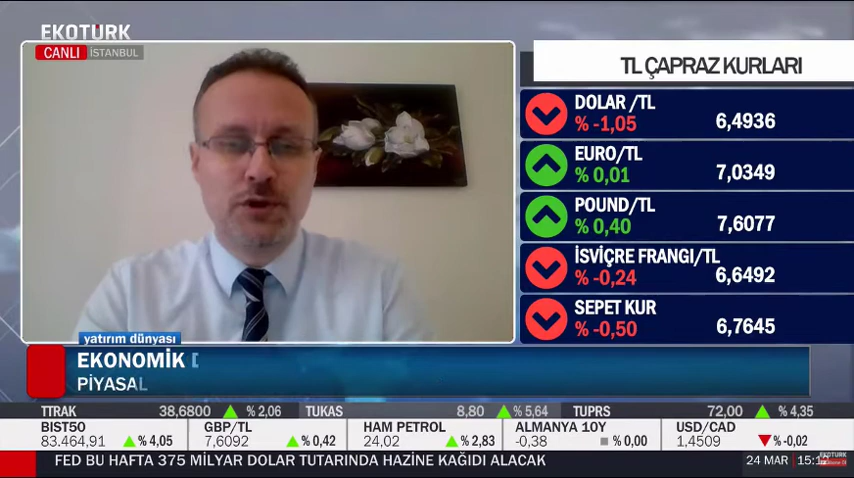 EKOTÜRK
CANLI İSTANBUL
TL ÇAPRAZ KURLARI
DOLAR /TL
% -1,05 6,4936
EURO/TL
% 0,01 7,0349
POUND/TL
% 0,40 7,6077
İSVİÇRE FRANGI/TL
% -0,24 6,6492
SEPET KUR
% -0,50 6,7645
yatırım dünyası
EKONOMİK
PİYASAL
TTRAK 38,6800 % 2,06 TUKAS 8,80 % 5,64 TUPRS 72,00 % 4,35
BIST50 GBP/TL HAM PETROL ALMANYA 10Y USD/CAD
83.464,91 % 4,05 7,6092 % 0,42 24,02 % 2,83 -0,38 % 0,00 1,4509 % -0,02
FED BU HAFTA 375 MİLYAR DOLAR TUTARINDA HAZİNE KAĞIDI ALACAK 24 MAR
EKOTÜRK